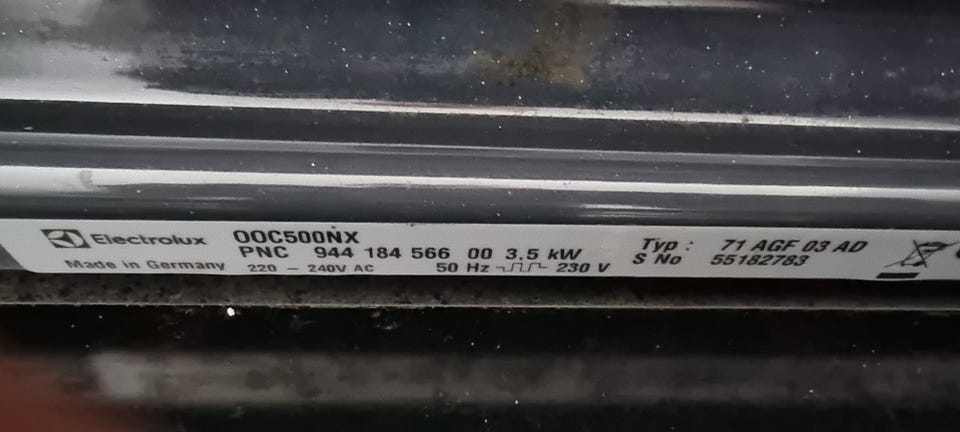 Electrolux OOC500NX
PNC 944 184 566 00 3,5 kW Typ : 71 AGF 03 AD
Made in Germany 220 - 240V AC 50 Hz 230 V S No 55182783